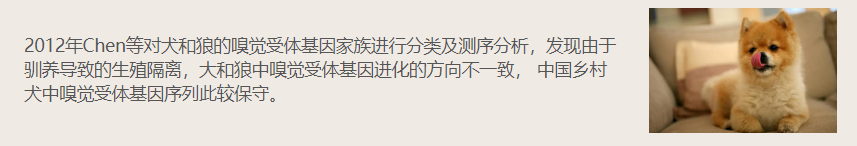 2012年Chen等对犬和狼的嗅觉受体基因家族进行分类及测序分析，发现由于
驯养导致的生殖隔离，犬和狼中嗅觉受体基因进化的方向不一致， 中国乡村
犬中嗅觉受体基因序列此较保守。